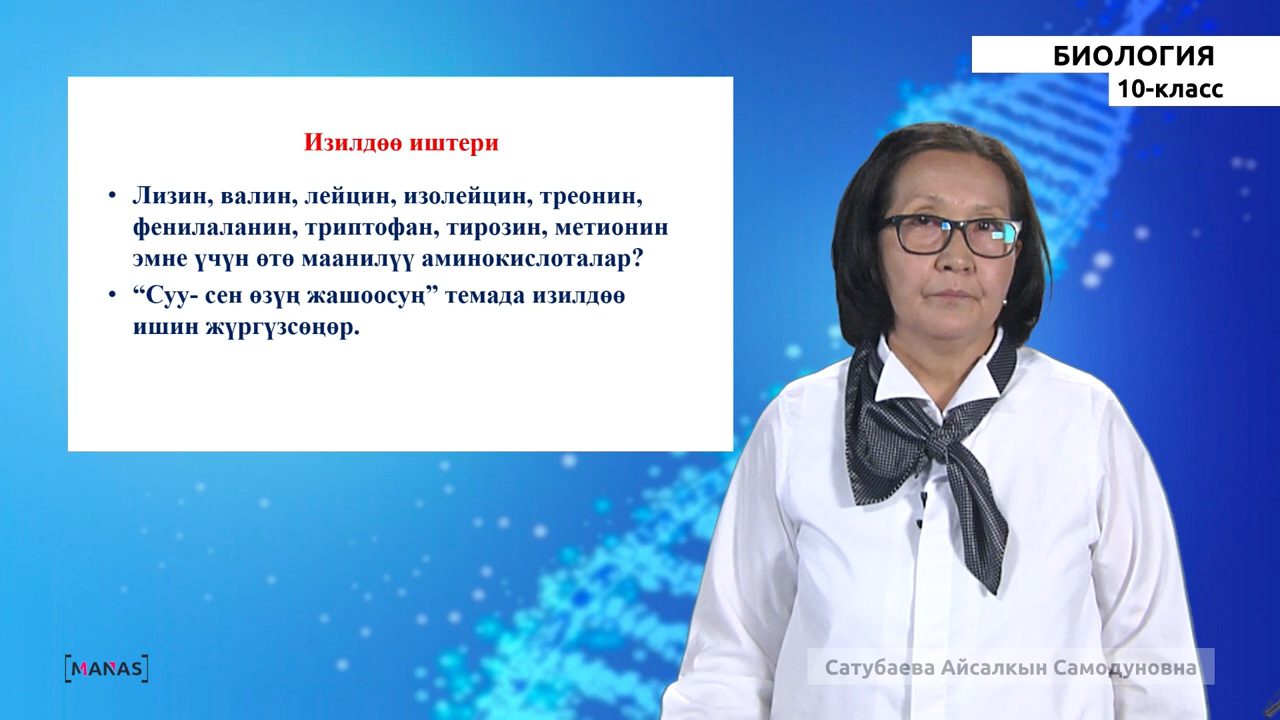 БИОЛОГИЯ
10-класс
Изилдөө иштери
• Лизин, валин, лейцин, изолейцин, треонин,
фенилаланин, триптофан, тирозин, метионин
эмне үчүн өтө маанилүү аминокислоталар?
• “Суу- сен өзүң жашоосуң” темада изилдөө
ишин жүргүзсөңөр.
[MANAS]
Сатубаева Айсалкын Самодуновна